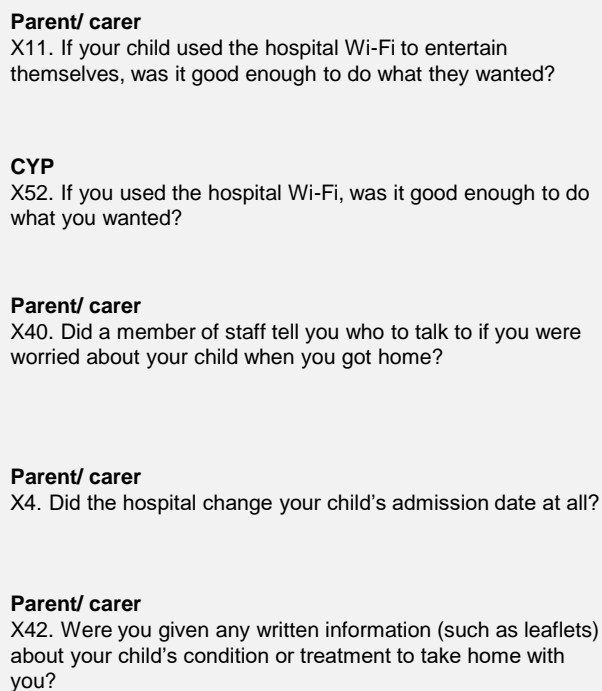 Parent/ carer
X11. If your child used the hospital Wi-Fi to entertain
themselves, was it good enough to do what they wanted?
CYP
X52. If you used the hospital Wi-Fi, was it good enough to do
what you wanted?
Parent/ carer
X40. Did a member of staff tell you who to talk to if you were
worried about your child when you got home?
Parent/ carer
X4. Did the hospital change your child’s admission date at all?
Parent/ carer
X42. Were you given any written information (such as leaflets)
about your child’s condition or treatment to take home with
you?